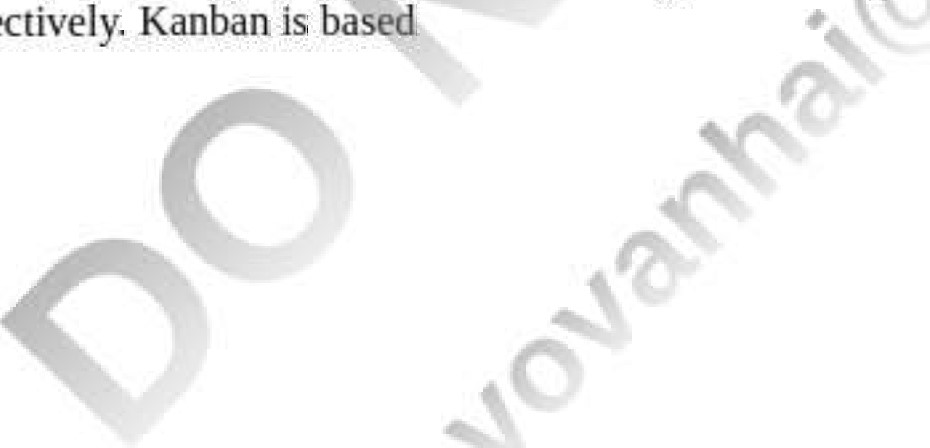 ectively. Kanban is based
DO
vovanhai@